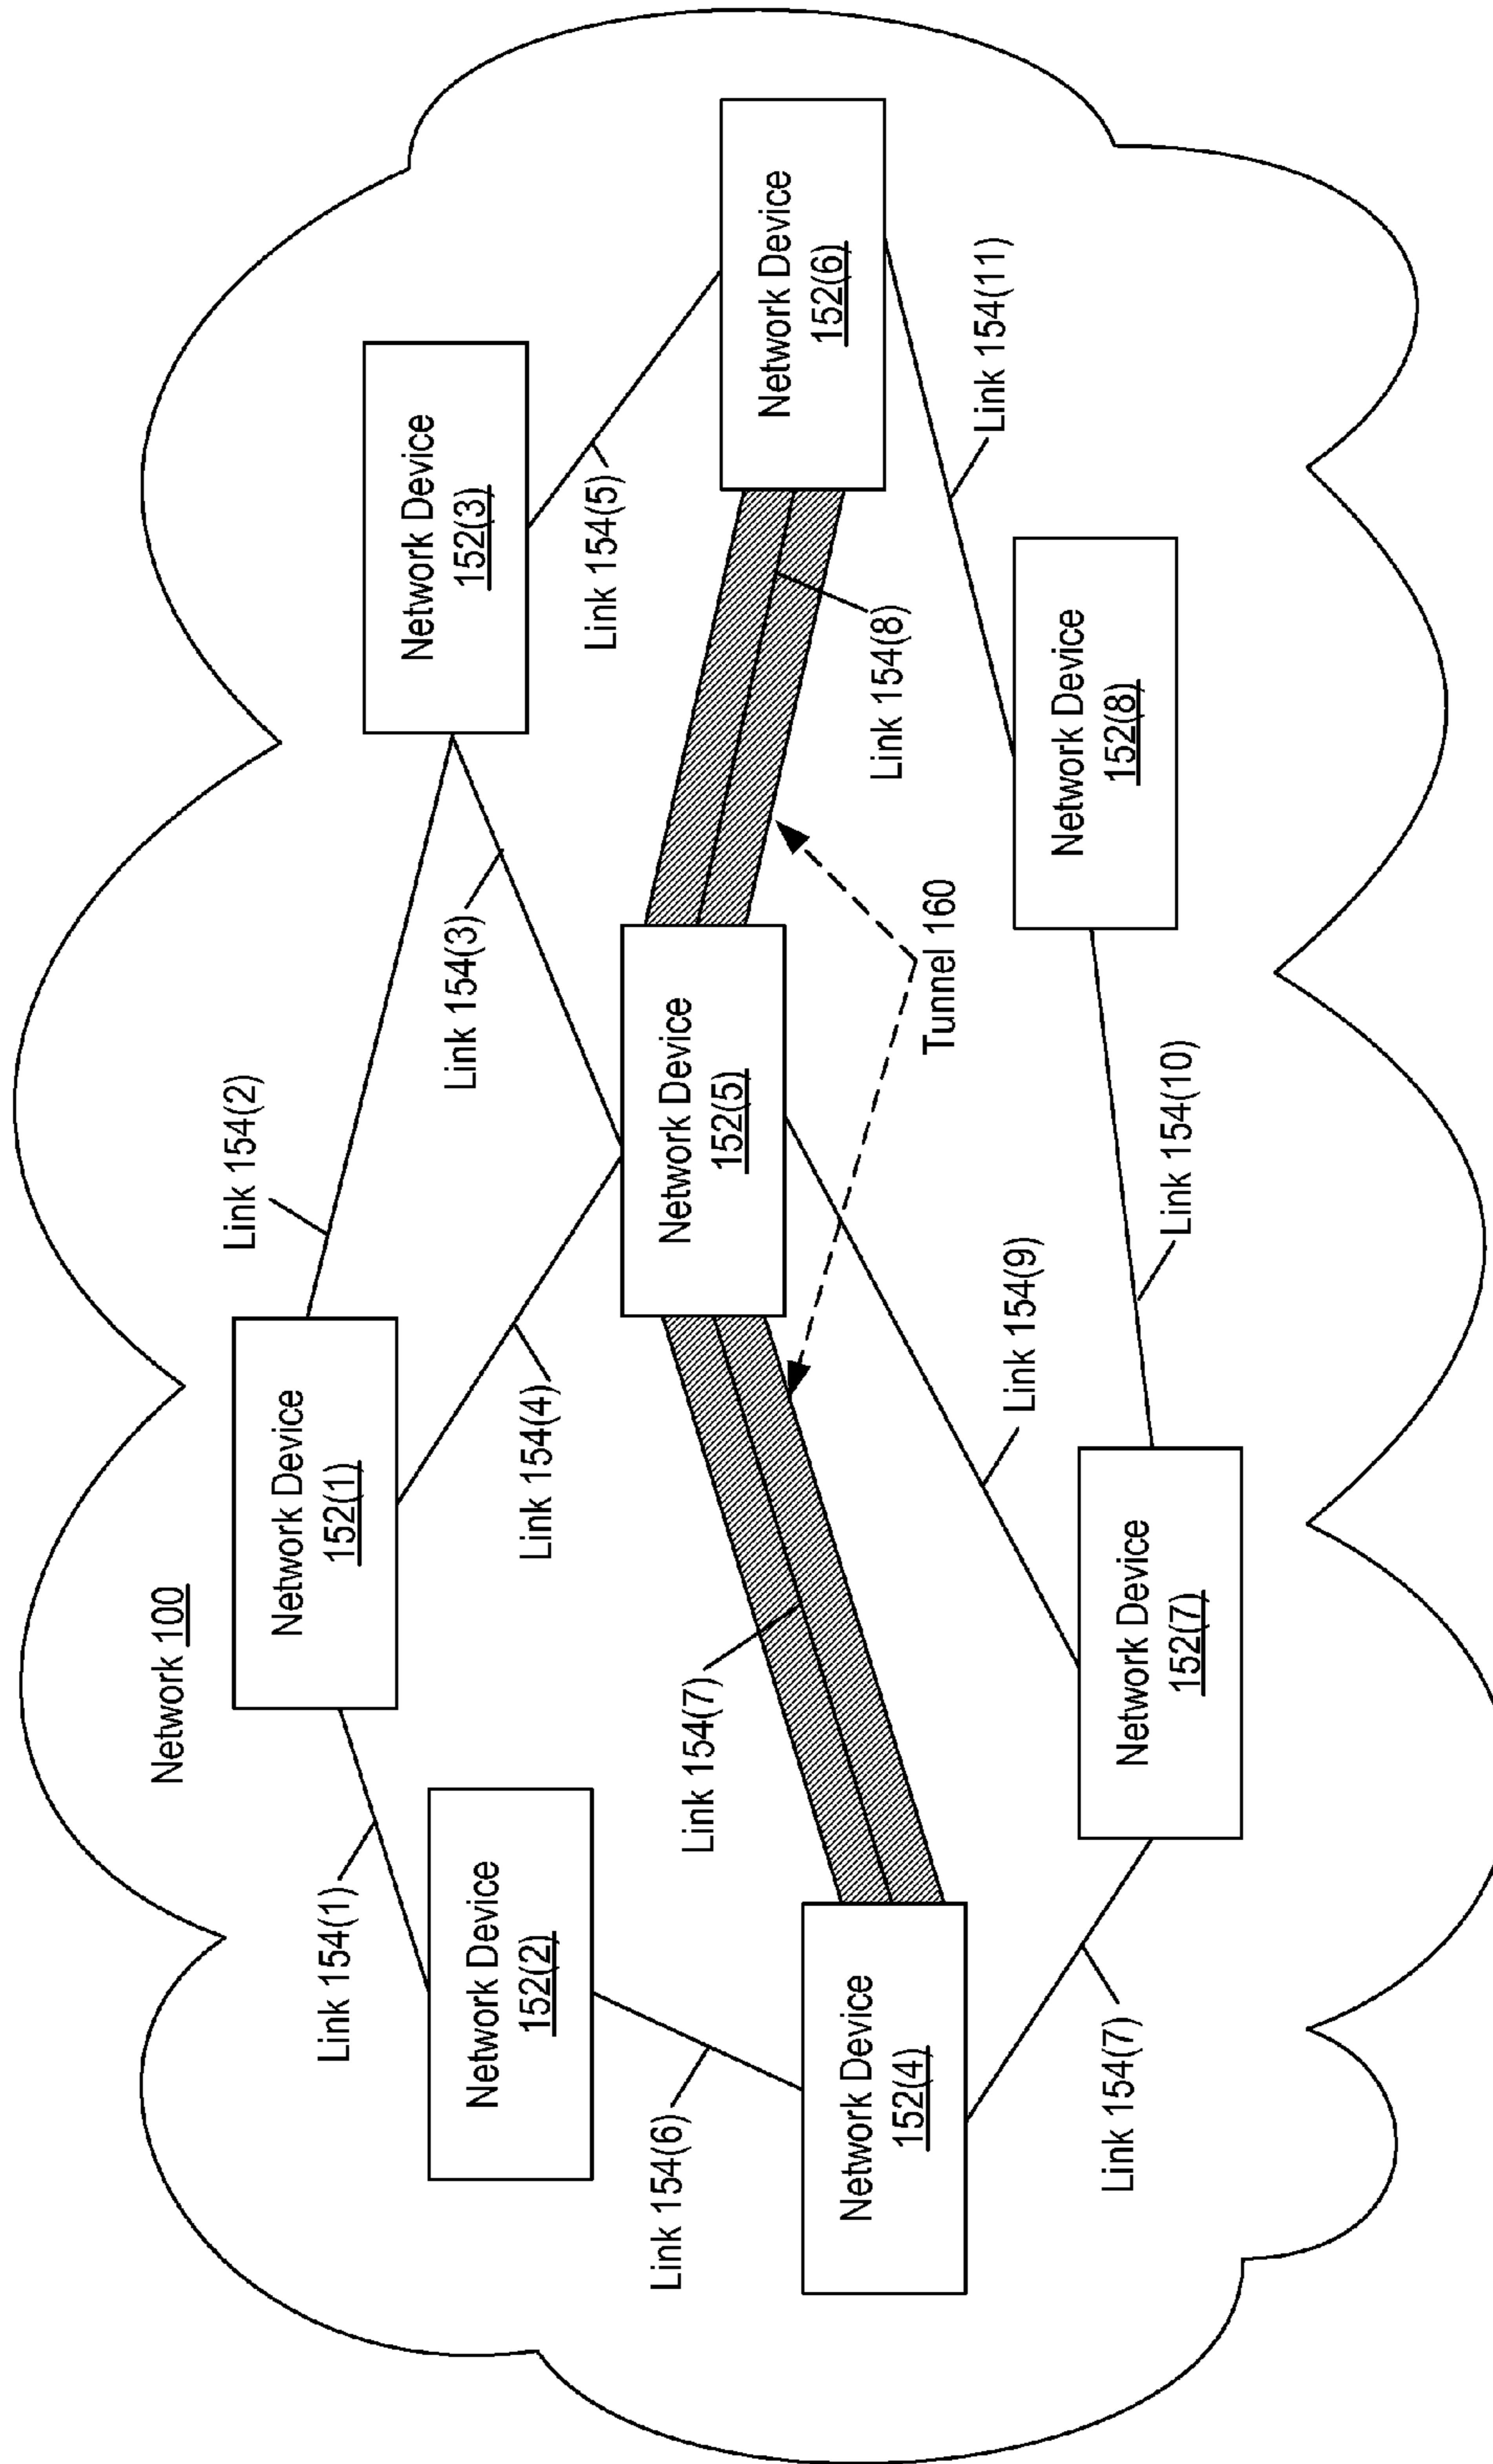 Network 100
Network Device
152(1)
Link 154(2)
Link 154(1)
Network Device
152(3)
Link 154(3)
Network Device
152(2)
Link 154(4)
Link 154(5)
Link 154(6)
Link 154(7)
Network Device
152(5)
Network Device
152(6)
Link 154(8)
Network Device
152(4)
Tunnel 160
Link 154(9)
Link 154(11)
Network Device
152(8)
Link 154(7)
Network Device
152(7)
Link 154(10)